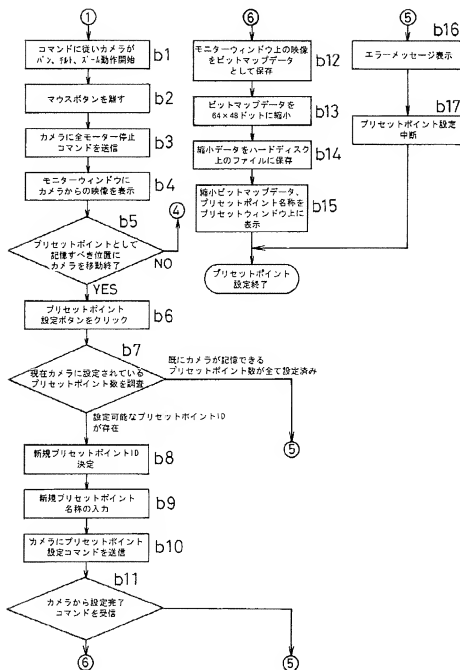 ①
コマンドに従いカメラが
パン、チルト、ズーム動作開始
b1
マウスボタンを離す
b2
カメラに全モーター停止
コマンドを送信
b3
モニターウィンドウに
カメラからの映像を表示
b4
④
b5
プリセットポイントとして
記憶すべき位置に
カメラを移動終了
NO
YES
プリセットポイント
設定ボタンをクリック
b6
b7
現在カメラに設定されている
プリセットポイント数を調査
既にカメラが記憶できる
プリセットポイント数が全て設定済み
⑤
設定可能なプリセットポイントID
が存在
新規プリセットポイントID
決定
b8
新規プリセットポイント
名称の入力
b9
カメラにプリセットポイント
設定コマンドを送信
b10
b11
カメラから設定完了
コマンドを受信
⑥
⑤
⑥
モニターウィンドウ上の映像
をビットマップデータ
として保存
b12
ビットマップデータを
64×48ドットに縮小
b13
縮小データをハードディスク
上のファイルに保存
b14
縮小ビットマップデータ、
プリセットポイント名称を
プリセットウィンドウ上に
表示
b15
プリセットポイント
設定終了
⑤
b16
エラーメッセージ表示
b17
プリセットポイント設定
中断